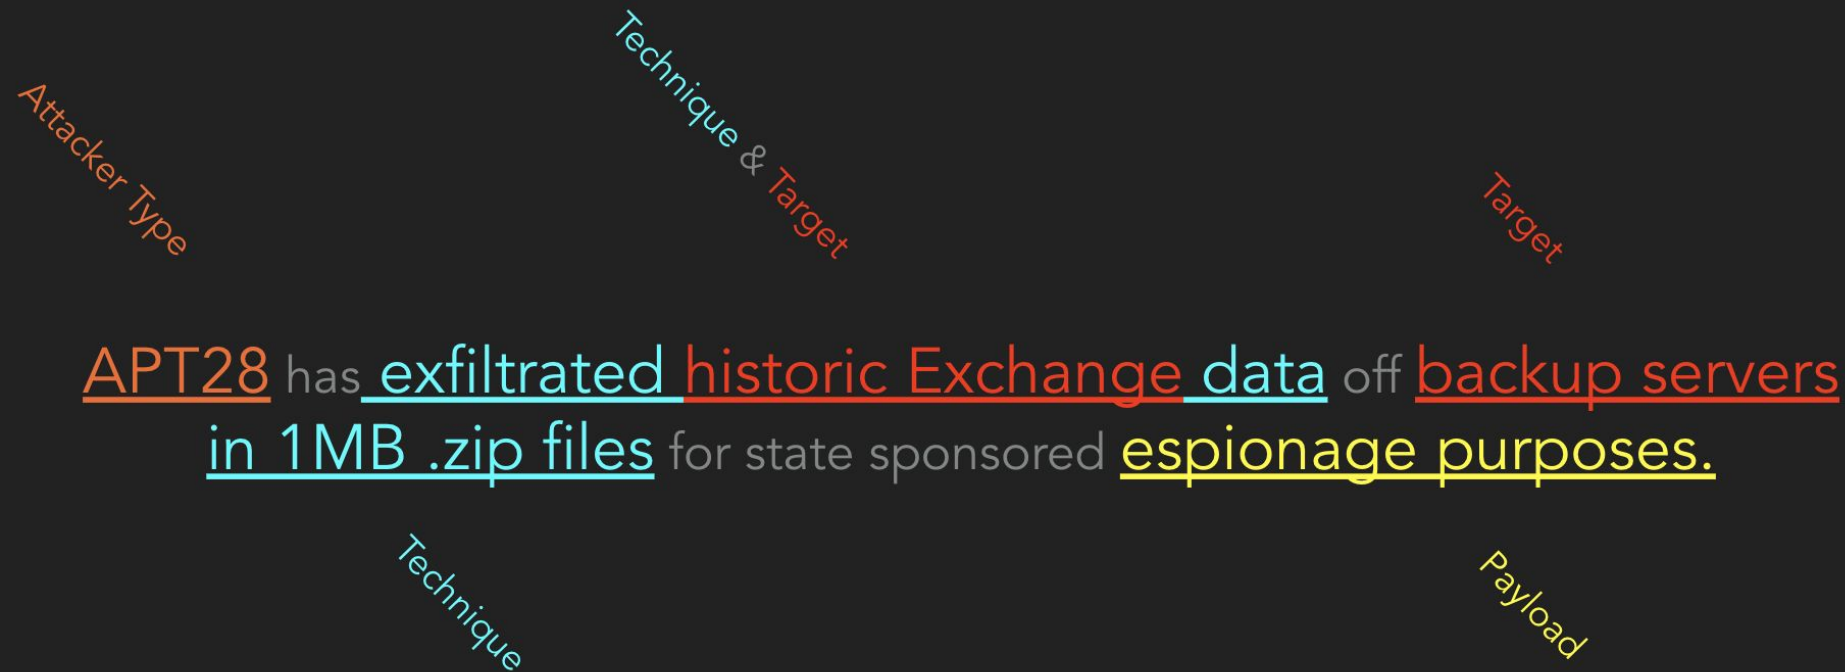 Attacker Type
Technique & Target
Target
APT28 has exfiltrated historic Exchange data off backup servers
in 1MB .zip files for state sponsored espionage purposes.
Technique
Payload